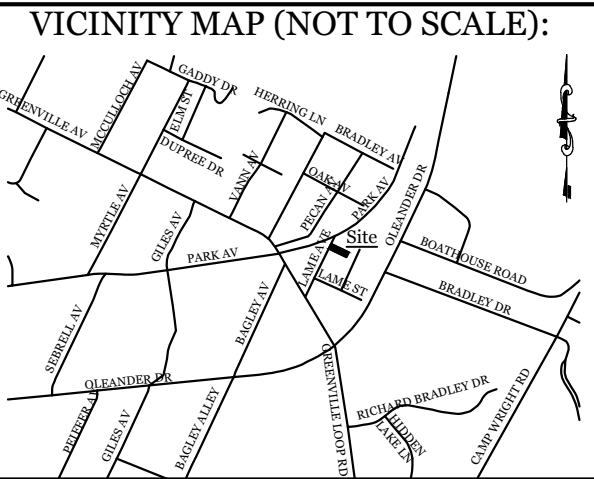 VICINITY MAP (NOT TO SCALE):
GREENVILLE AV
MCCULLOCH AV
GADDY DR
ELM ST
DUPREE DR
HERRING LN
BRADLEY AV
VANN AV
OAK AV
PECAN A
PARK AV
OLEANDER DR
MYRTLE AV
GILES AV
PARK AV
LAME AVE
Site
LAME ST
BOATHOUSE ROAD
BRADLEY DR
SEBRELL AV
BAGLEY AV
OLEANDER DR
GREENVILLE LOOP RD
RICHARD BRADLEY DR
HIDDEN
LAKE LN
CAMP WRIGHT RD
PEIFFER A
GILES AV
BAGLEY ALLEY